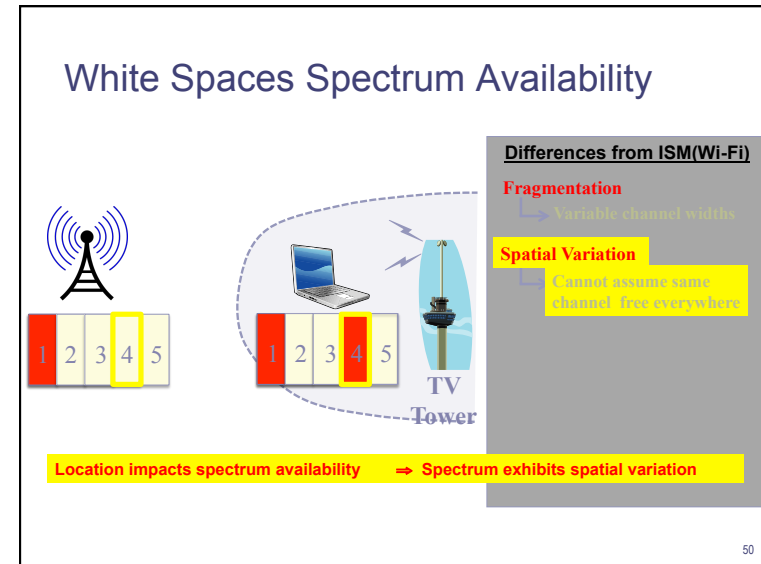 White Spaces Spectrum Availability
Differences from ISM(Wi-Fi)
Fragmentation
Variable channel widths
Spatial Variation
Cannot assume same
channel free everywhere
1 2 3 4 5
1 2 3 4 5
TV
Tower
Location impacts spectrum availability ⇒ Spectrum exhibits spatial variation
50